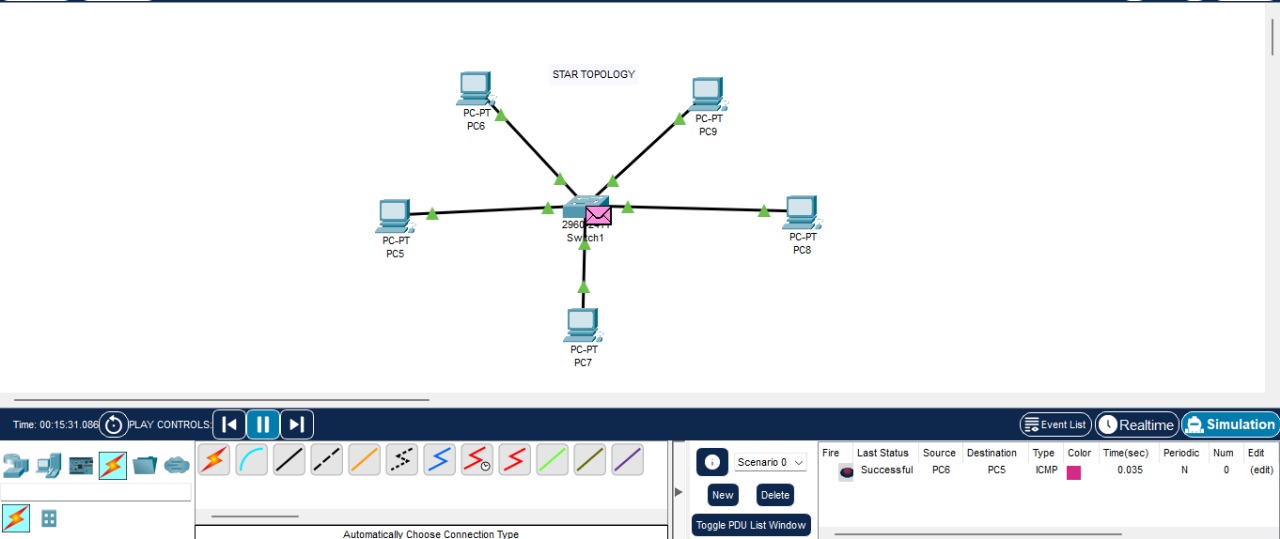 STAR TOPOLOGY
PC-PT
PC6
PC-PT
PC9
PC-PT
PC5
Switch1
PC-PT
PC8
PC-PT
PC7
Time: 00:15:31.086
PLAY CONTROLS:
Event List
Realtime
Simulation
Scenario 0
New
Delete
Toggle PDU List Window
Fire Last Status Source Destination Type Color Time(sec) Periodic Num Edit
Successful PC6 PC5 ICMP 0.035 N 0 (edit)
Automatically Choose Connection Type